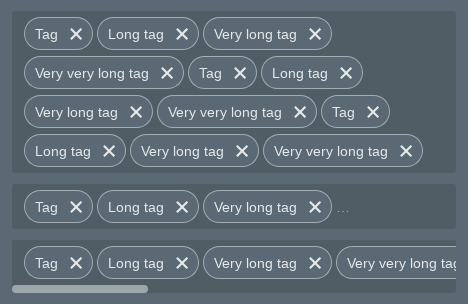 Tag Long tag Very long tag
Very very long tag Tag Long tag
Very long tag Very very long tag Tag
Long tag Very long tag Very very long tag
Tag Long tag Very long tag ...
Tag Long tag Very long tag Very very long tag